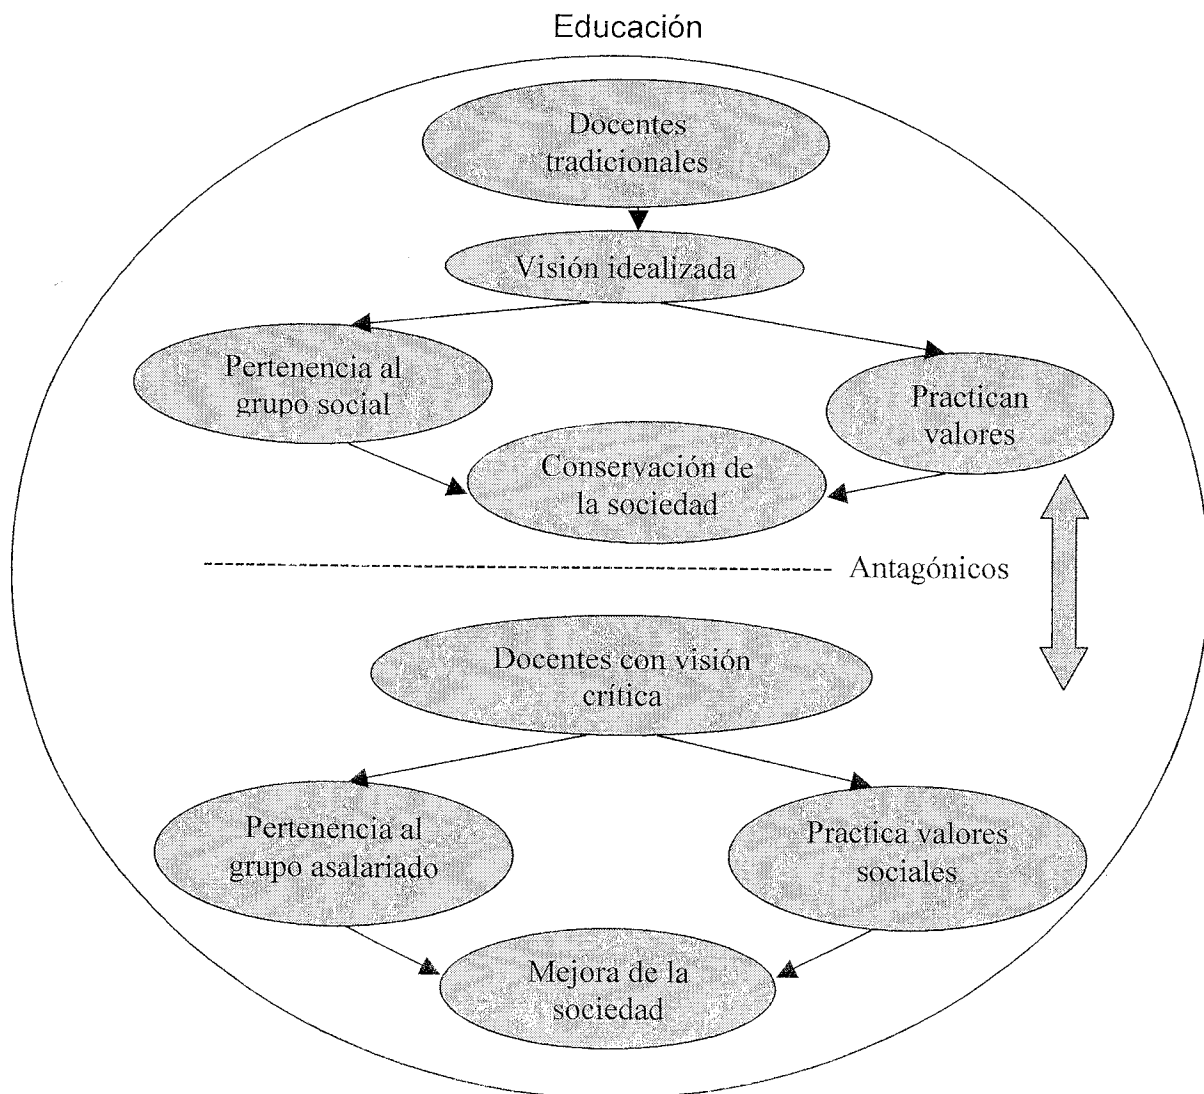 Educación
Docentes
tradicionales
Visión idealizada
Pertenencia al
grupo social
Practican
valores
Conservación de
la sociedad
Antagónicos
Docentes con visión
crítica
Pertenencia al
grupo asalariado
Practica valores
sociales
Mejora de la
sociedad